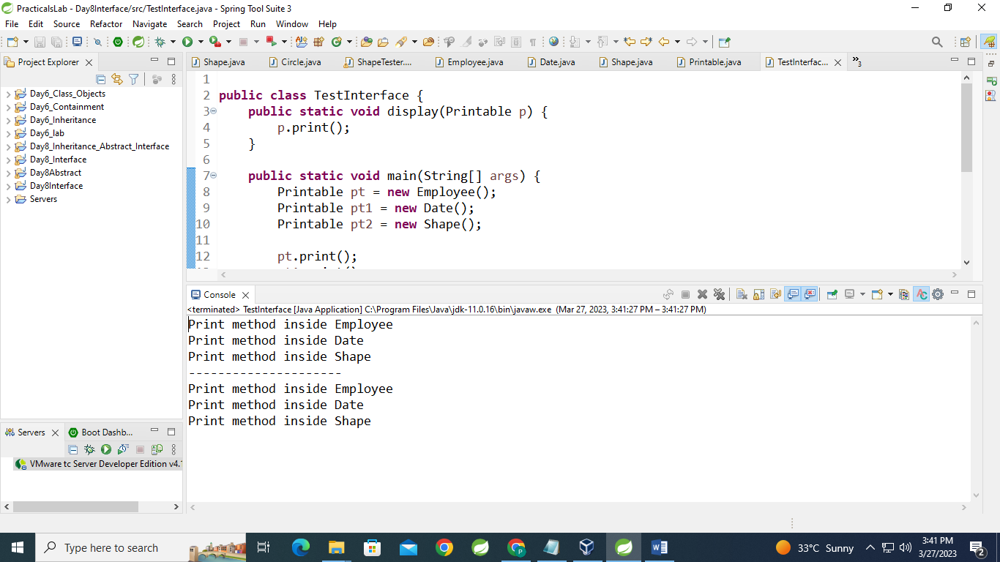 PracticalsLab - Day8Interface/src/TestInterface.java - Spring Tool Suite 3
File Edit Source Refactor Navigate Search Project Run Window Help
Project Explorer
Shape.java Circle.java ShapeTester.... Employee.java Date.java Shape.java Printable.java TestInterfac... »3
Day6_Class_Objects
Day6_Containment
Day6_Inheritance
Day6_lab
Day8_Inheritance_Abstract_Interface
Day8_Interface
Day8Abstract
Day8Interface
Servers
1
2 public class TestInterface {
3 public static void display(Printable p) {
4 p.print();
5 }
6
7 public static void main(String[] args) {
8 Printable pt = new Employee();
9 Printable pt1 = new Date();
10 Printable pt2 = new Shape();
11
12 pt.print();
Console
<terminated> TestInterface [Java Application] C:\Program Files\Java\jdk-11.0.16\bin\javaw.exe (Mar 27, 2023, 3:41:27 PM – 3:41:27 PM)
Print method inside Employee
Print method inside Date
Print method inside Shape
---------------------
Print method inside Employee
Print method inside Date
Print method inside Shape
Servers Boot Dashb...
VMware tc Server Developer Edition v4.
Type here to search
33°C Sunny
3:41 PM
3/27/2023
2